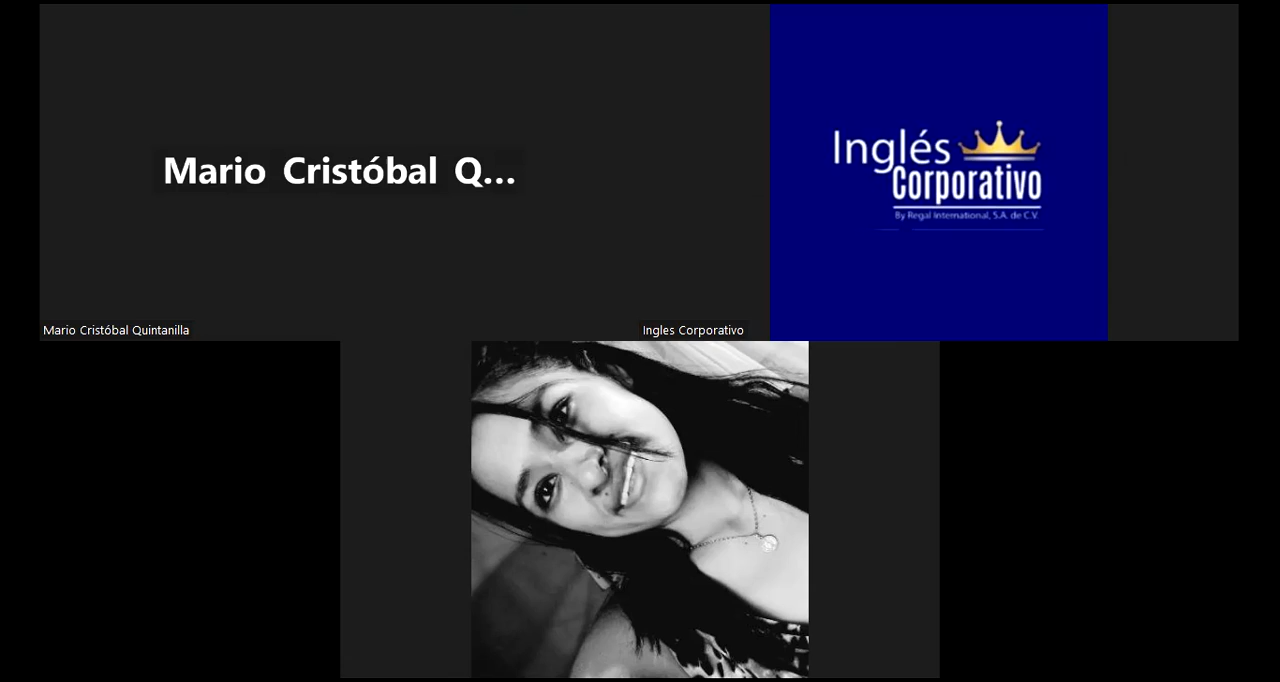 Mario Cristóbal Q...
Inglés
Corporativo
By Regal International, S.A. de C.V.
Mario Cristóbal Quintanilla
Ingles Corporativo